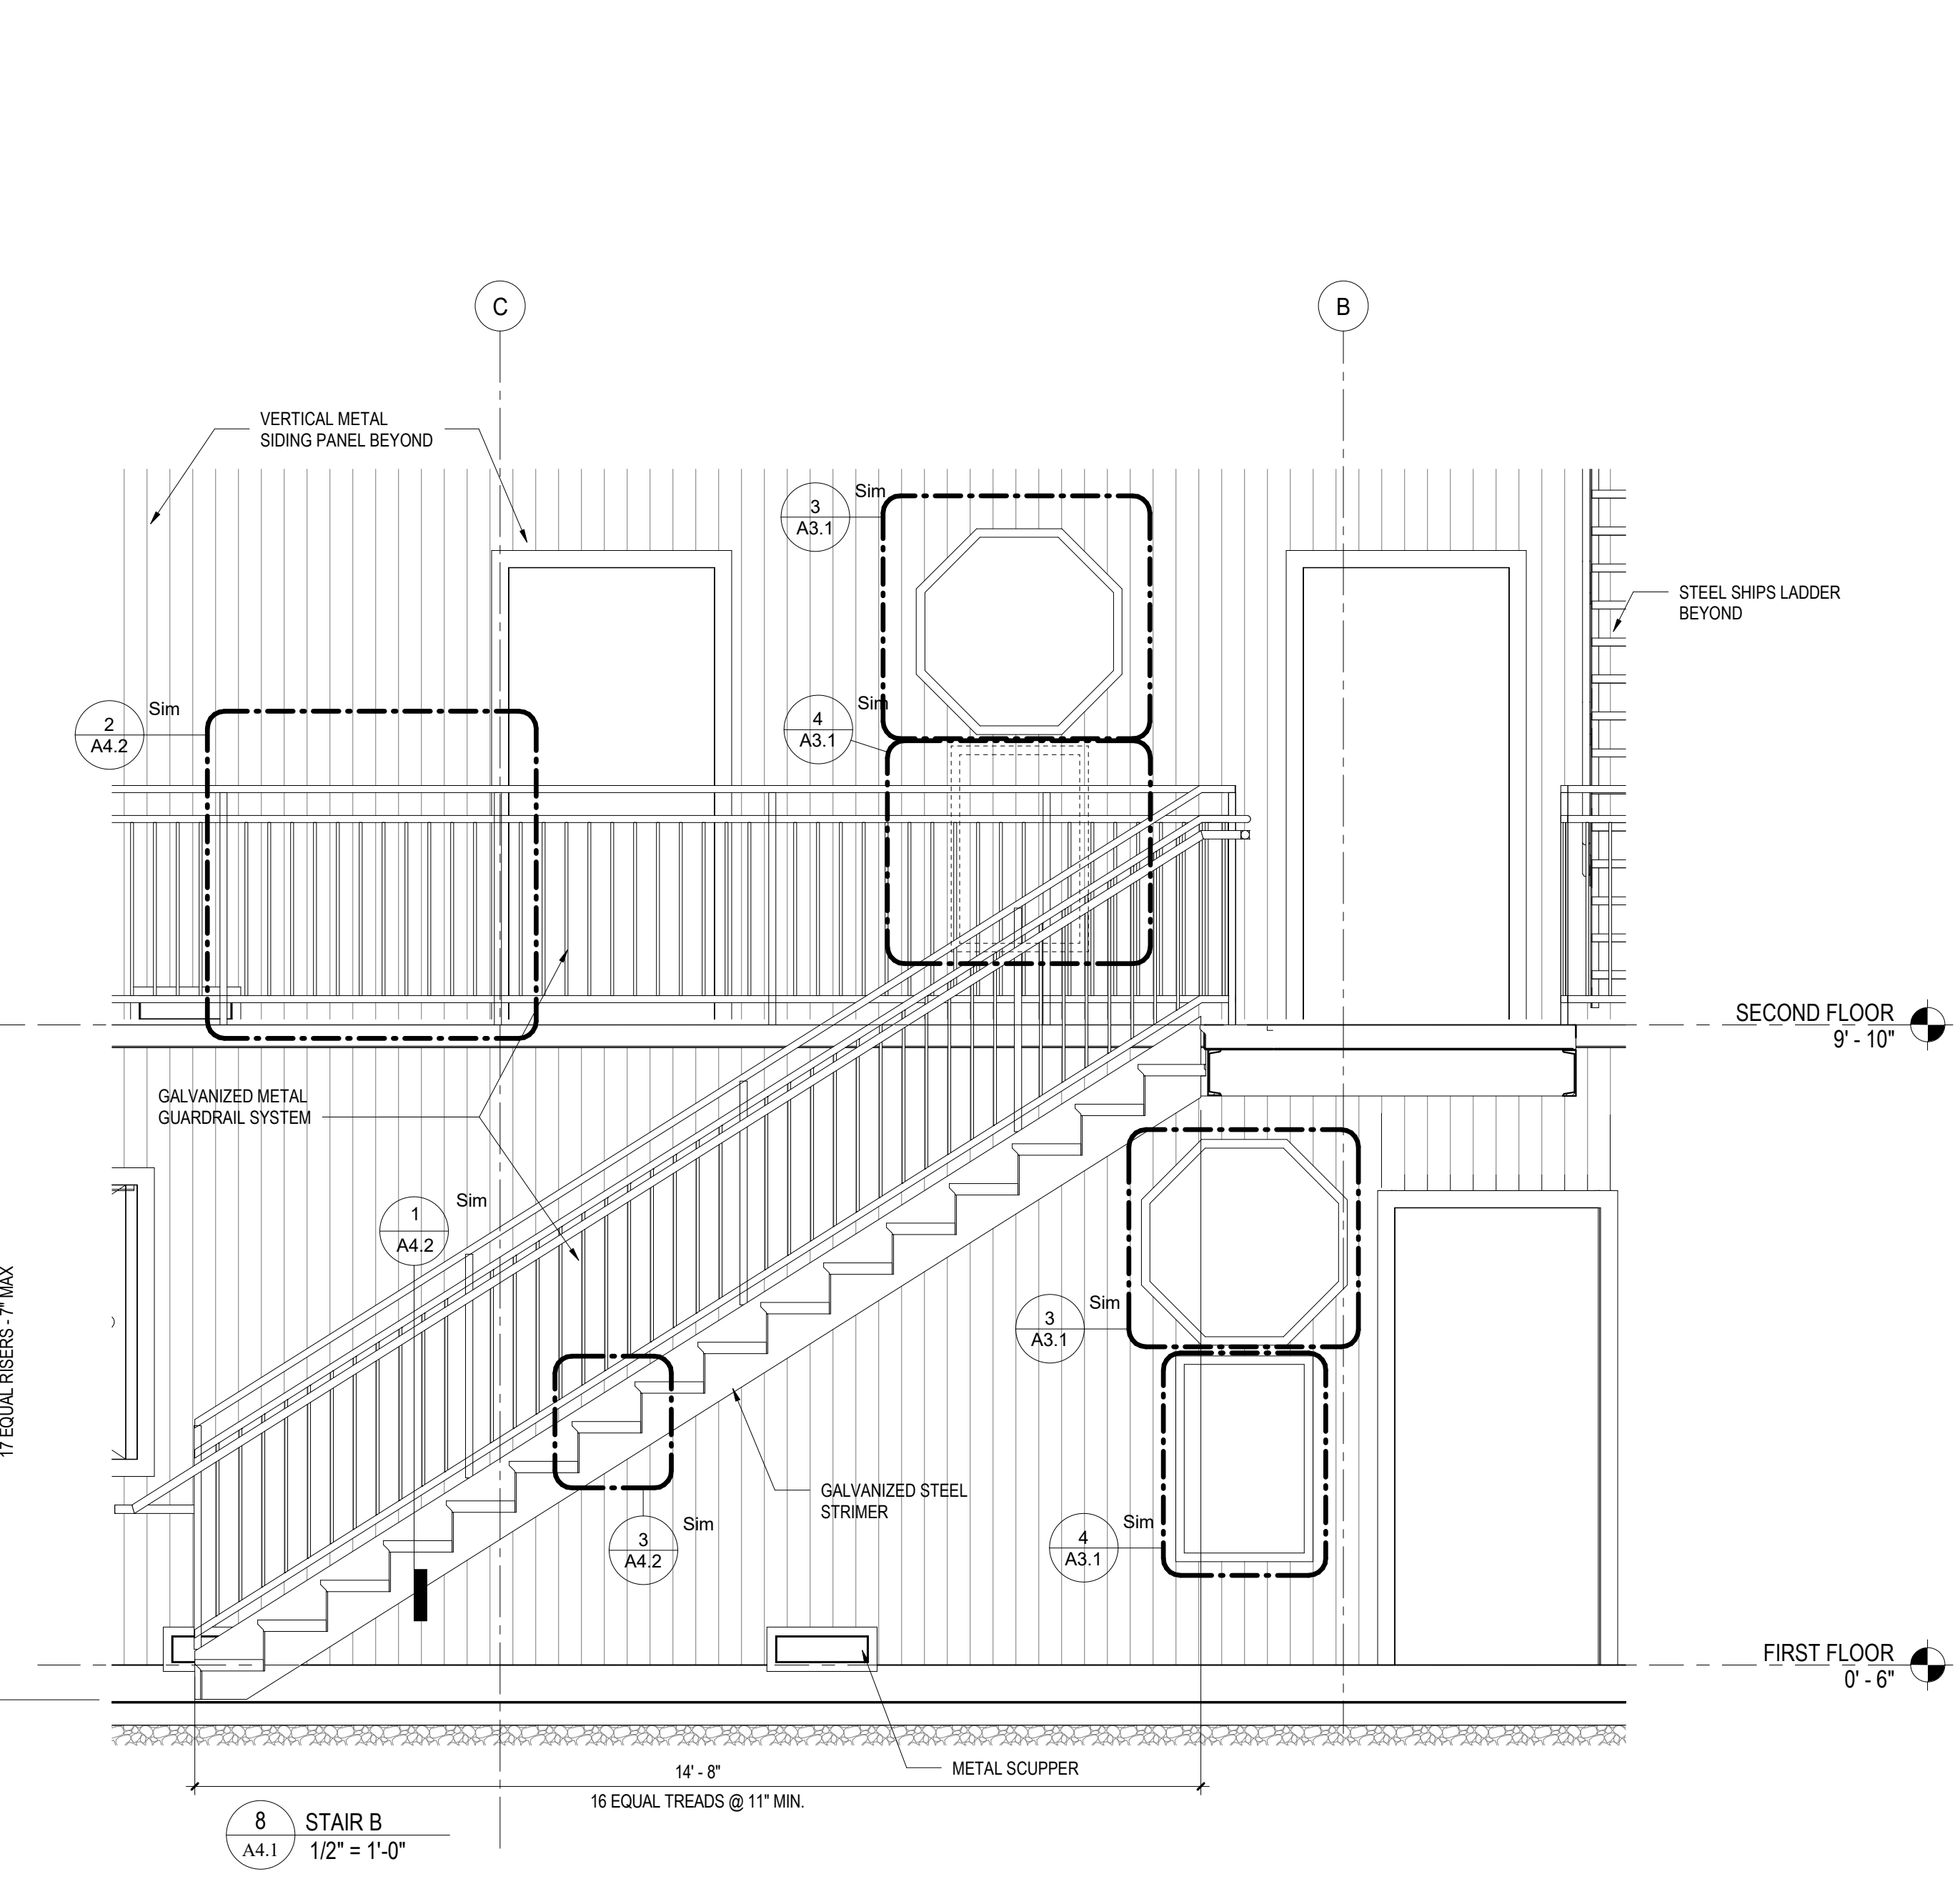 C
B
VERTICAL METAL
SIDING PANEL BEYOND
3
A3.1
Sim
STEEL SHIPS LADDER
BEYOND
2
A4.2
Sim
4
A3.1
Sim
SECOND FLOOR
9' - 10"
GALVANIZED METAL
GUARDRAIL SYSTEM
1
A4.2
Sim
17 EQUAL RISERS - 7" MAX
3
A3.1
Sim
GALVANIZED STEEL
STRIMER
3
A4.2
Sim
4
A3.1
Sim
FIRST FLOOR
0' - 6"
METAL SCUPPER
14' - 8"
16 EQUAL TREADS @ 11" MIN.
8
A4.1
STAIR B
1/2" = 1'-0"